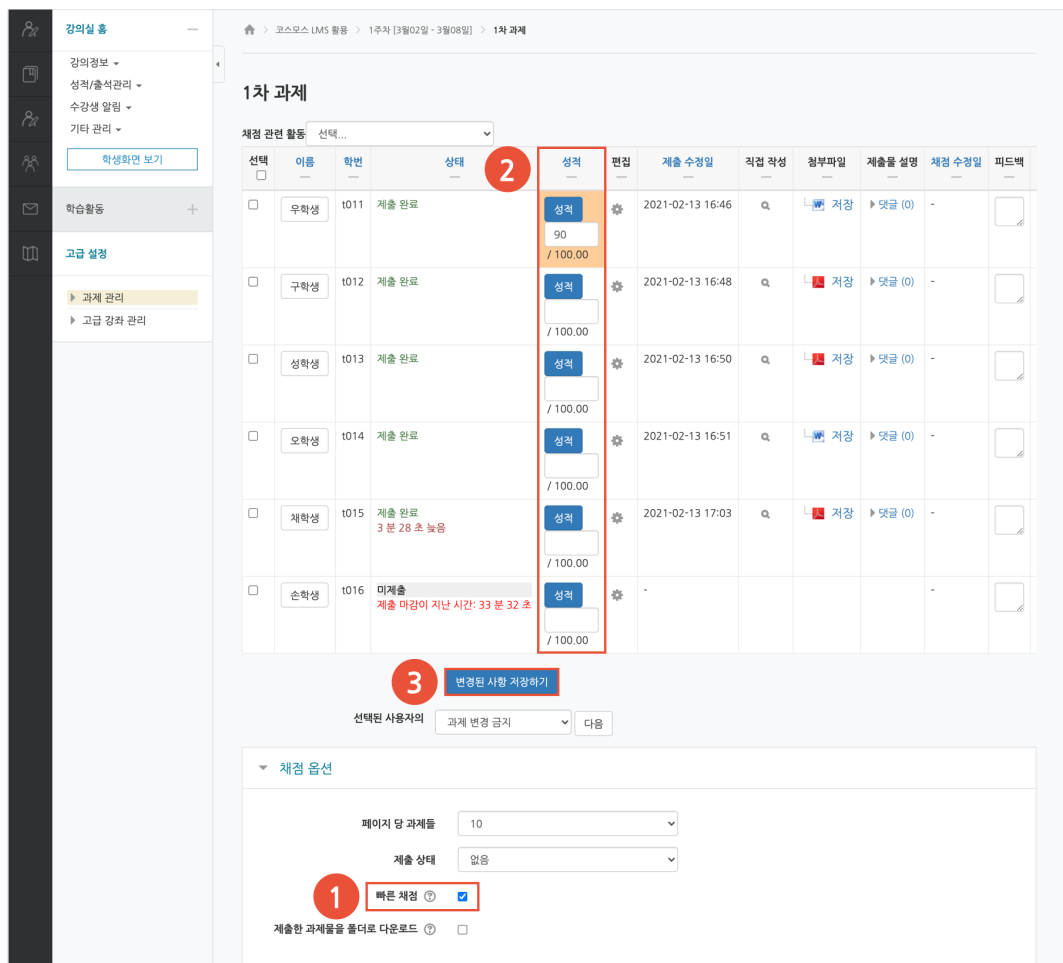 강의실 홈
강의정보
성적/출석관리
수강생 알림
기타 관리
학생화면 보기
학습활동
고급 설정
과제 관리
고급 강좌 관리
코스모스 LMS 활용 > 1주차 [3월02일 - 3월08일] > 1차 과제
1차 과제
채점 관련 활동 선택...
선택 이름 학번 상태 2 성적 편집 제출 수정일 직접 작성 첨부파일 제출물 설명 채점 수정일 피드백
우학생 t011 제출 완료 성적 2021-02-13 16:46 저장 댓글 (0) -
90
/ 100.00
구학생 t012 제출 완료 성적 2021-02-13 16:48 저장 댓글 (0) -
/ 100.00
성학생 t013 제출 완료 성적 2021-02-13 16:50 저장 댓글 (0) -
/ 100.00
오학생 t014 제출 완료 성적 2021-02-13 16:51 저장 댓글 (0) -
/ 100.00
채학생 t015 제출 완료 성적 2021-02-13 17:03 저장 댓글 (0) -
3 분 28 초 늦음
/ 100.00
손학생 t016 미제출 성적 - -
제출 마감이 지난 시간: 33 분 32 초
/ 100.00
3 변경된 사항 저장하기
선택된 사용자의 과제 변경 금지 다음
채점 옵션
페이지 당 과제들 10
제출 상태 없음
1 빠른 채점
제출한 과제물을 폴더로 다운로드